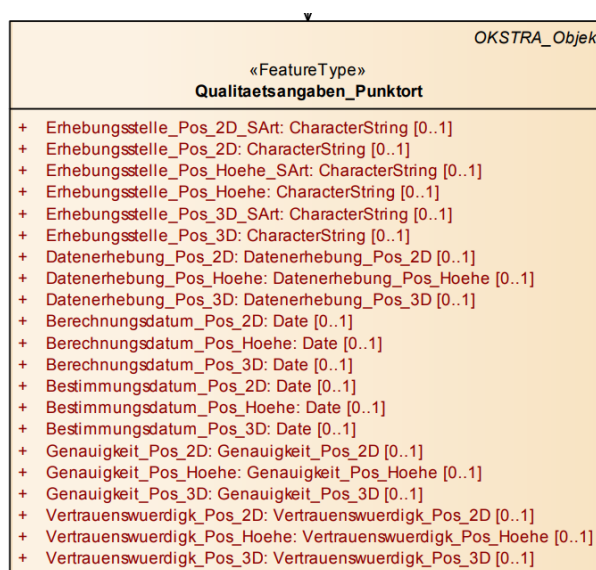 OKSTRA_Objek
«FeatureType»
Qualitaetsangaben_Punktort
+ Erhebungsstelle_Pos_2D_SArt: CharacterString [0..1]
+ Erhebungsstelle_Pos_2D: CharacterString [0..1]
+ Erhebungsstelle_Pos_Hoehe_SArt: CharacterString [0..1]
+ Erhebungsstelle_Pos_Hoehe: CharacterString [0..1]
+ Erhebungsstelle_Pos_3D_SArt: CharacterString [0..1]
+ Erhebungsstelle_Pos_3D: CharacterString [0..1]
+ Datenerhebung_Pos_2D: Datenerhebung_Pos_2D [0..1]
+ Datenerhebung_Pos_Hoehe: Datenerhebung_Pos_Hoehe [0..1]
+ Datenerhebung_Pos_3D: Datenerhebung_Pos_3D [0..1]
+ Berechnungsdatum_Pos_2D: Date [0..1]
+ Berechnungsdatum_Pos_Hoehe: Date [0..1]
+ Berechnungsdatum_Pos_3D: Date [0..1]
+ Bestimmungsdatum_Pos_2D: Date [0..1]
+ Bestimmungsdatum_Pos_Hoehe: Date [0..1]
+ Bestimmungsdatum_Pos_3D: Date [0..1]
+ Genauigkeit_Pos_2D: Genauigkeit_Pos_2D [0..1]
+ Genauigkeit_Pos_Hoehe: Genauigkeit_Pos_Hoehe [0..1]
+ Genauigkeit_Pos_3D: Genauigkeit_Pos_3D [0..1]
+ Vertrauenswuerdigk_Pos_2D: Vertrauenswuerdigk_Pos_2D [0..1]
+ Vertrauenswuerdigk_Pos_Hoehe: Vertrauenswuerdigk_Pos_Hoehe [0..1]
+ Vertrauenswuerdigk_Pos_3D: Vertrauenswuerdigk_Pos_3D [0..1]